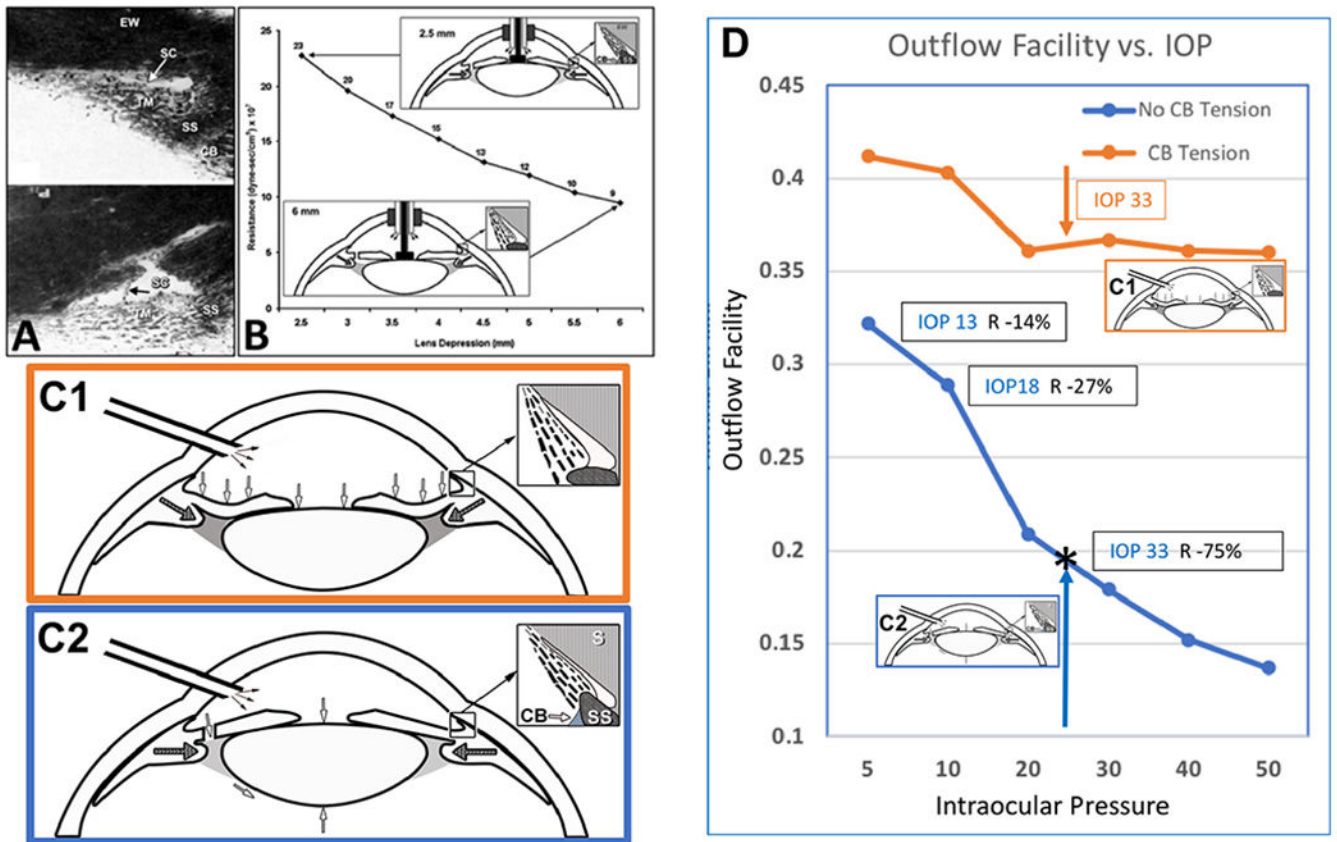 EW
SC
TM
SS
CB
A
SC
TM
SS
25
20
15
10
5
0
Resistance (dyne-sec/cm⁵) x 10⁷
23
20
17
15
13
12
10
9
2.5 mm
CB
6 mm
2.5
3
3.5
4
4.5
5
5.5
6
Lens Depression (mm)
B
C1
C2
S
CB
SS
D
Outflow Facility vs. IOP
No CB Tension
CB Tension
0.45
0.4
0.35
0.3
0.25
0.2
0.15
0.1
Outflow Facility
IOP 33
C1
IOP 13 R -14%
IOP18 R -27%
*
IOP 33 R -75%
C2
5
10
20
30
40
50
Intraocular Pressure